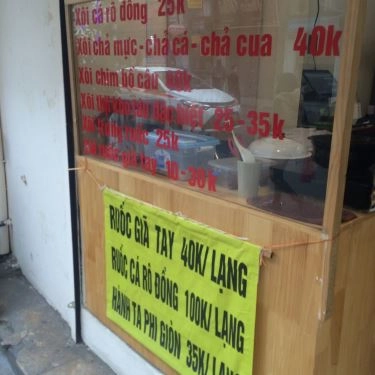 Xôi cá rô đồng 25k
Xôi chả mực - chả cá - chả cua 40k
Xôi chim bồ câu
Xôi 25-35k
25k
10-30k
RUỐC GIÃ TAY 40K/LẠNG
RUỐC CÁ RÔ ĐỒNG 100K/LẠNG
HÀNH TA PHI GIÒN 35K/LẠNG